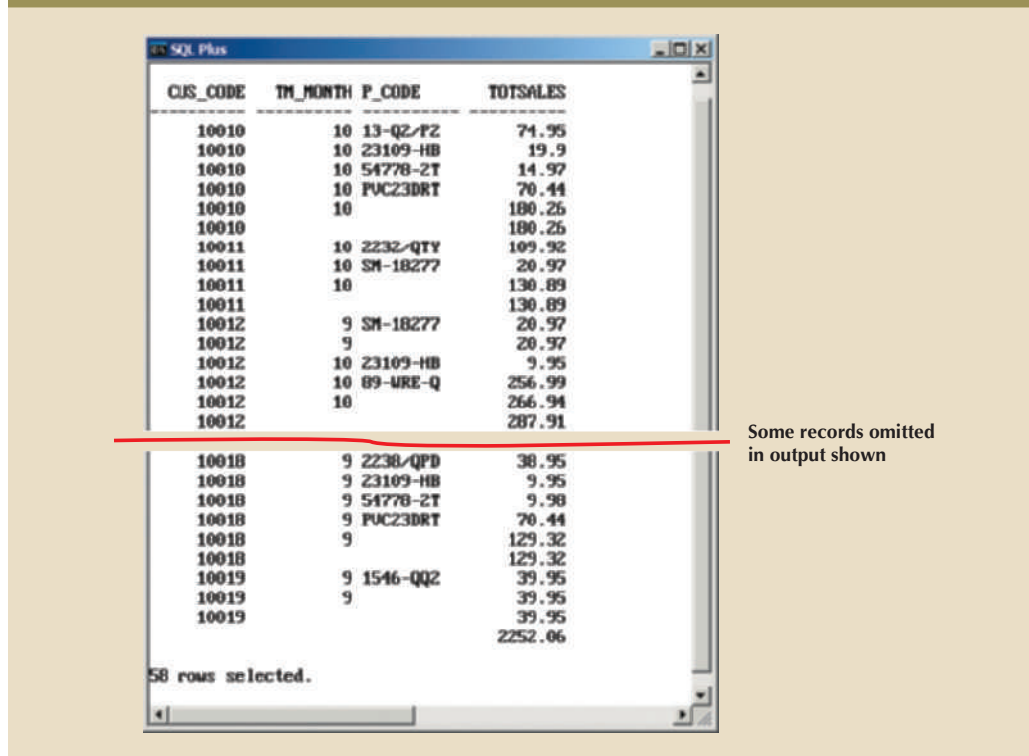 SQL Plus
CUS_CODE TM_MONTH P_CODE TOTSALES
10010 10 13-Q2/P2 74.95
10010 10 23109-HB 19.9
10010 10 54778-2T 14.97
10010 10 PVC23DRT 70.44
10010 10 180.26
10010 180.26
10011 10 2232/QTY 109.92
10011 10 SM-18277 20.97
10011 10 130.89
10011 130.89
10012 9 SM-18277 20.97
10012 9 20.97
10012 10 23109-HB 9.95
10012 10 89-WRE-Q 256.99
10012 10 266.94
10012 287.91
Some records omitted
in output shown
10018 9 2238/QPD 38.95
10018 9 23109-HB 9.95
10018 9 54778-2T 9.98
10018 9 PVC23DRT 70.44
10018 9 129.32
10018 129.32
10019 9 1546-QQ2 39.95
10019 9 39.95
10019 39.95
2252.06
58 rows selected.